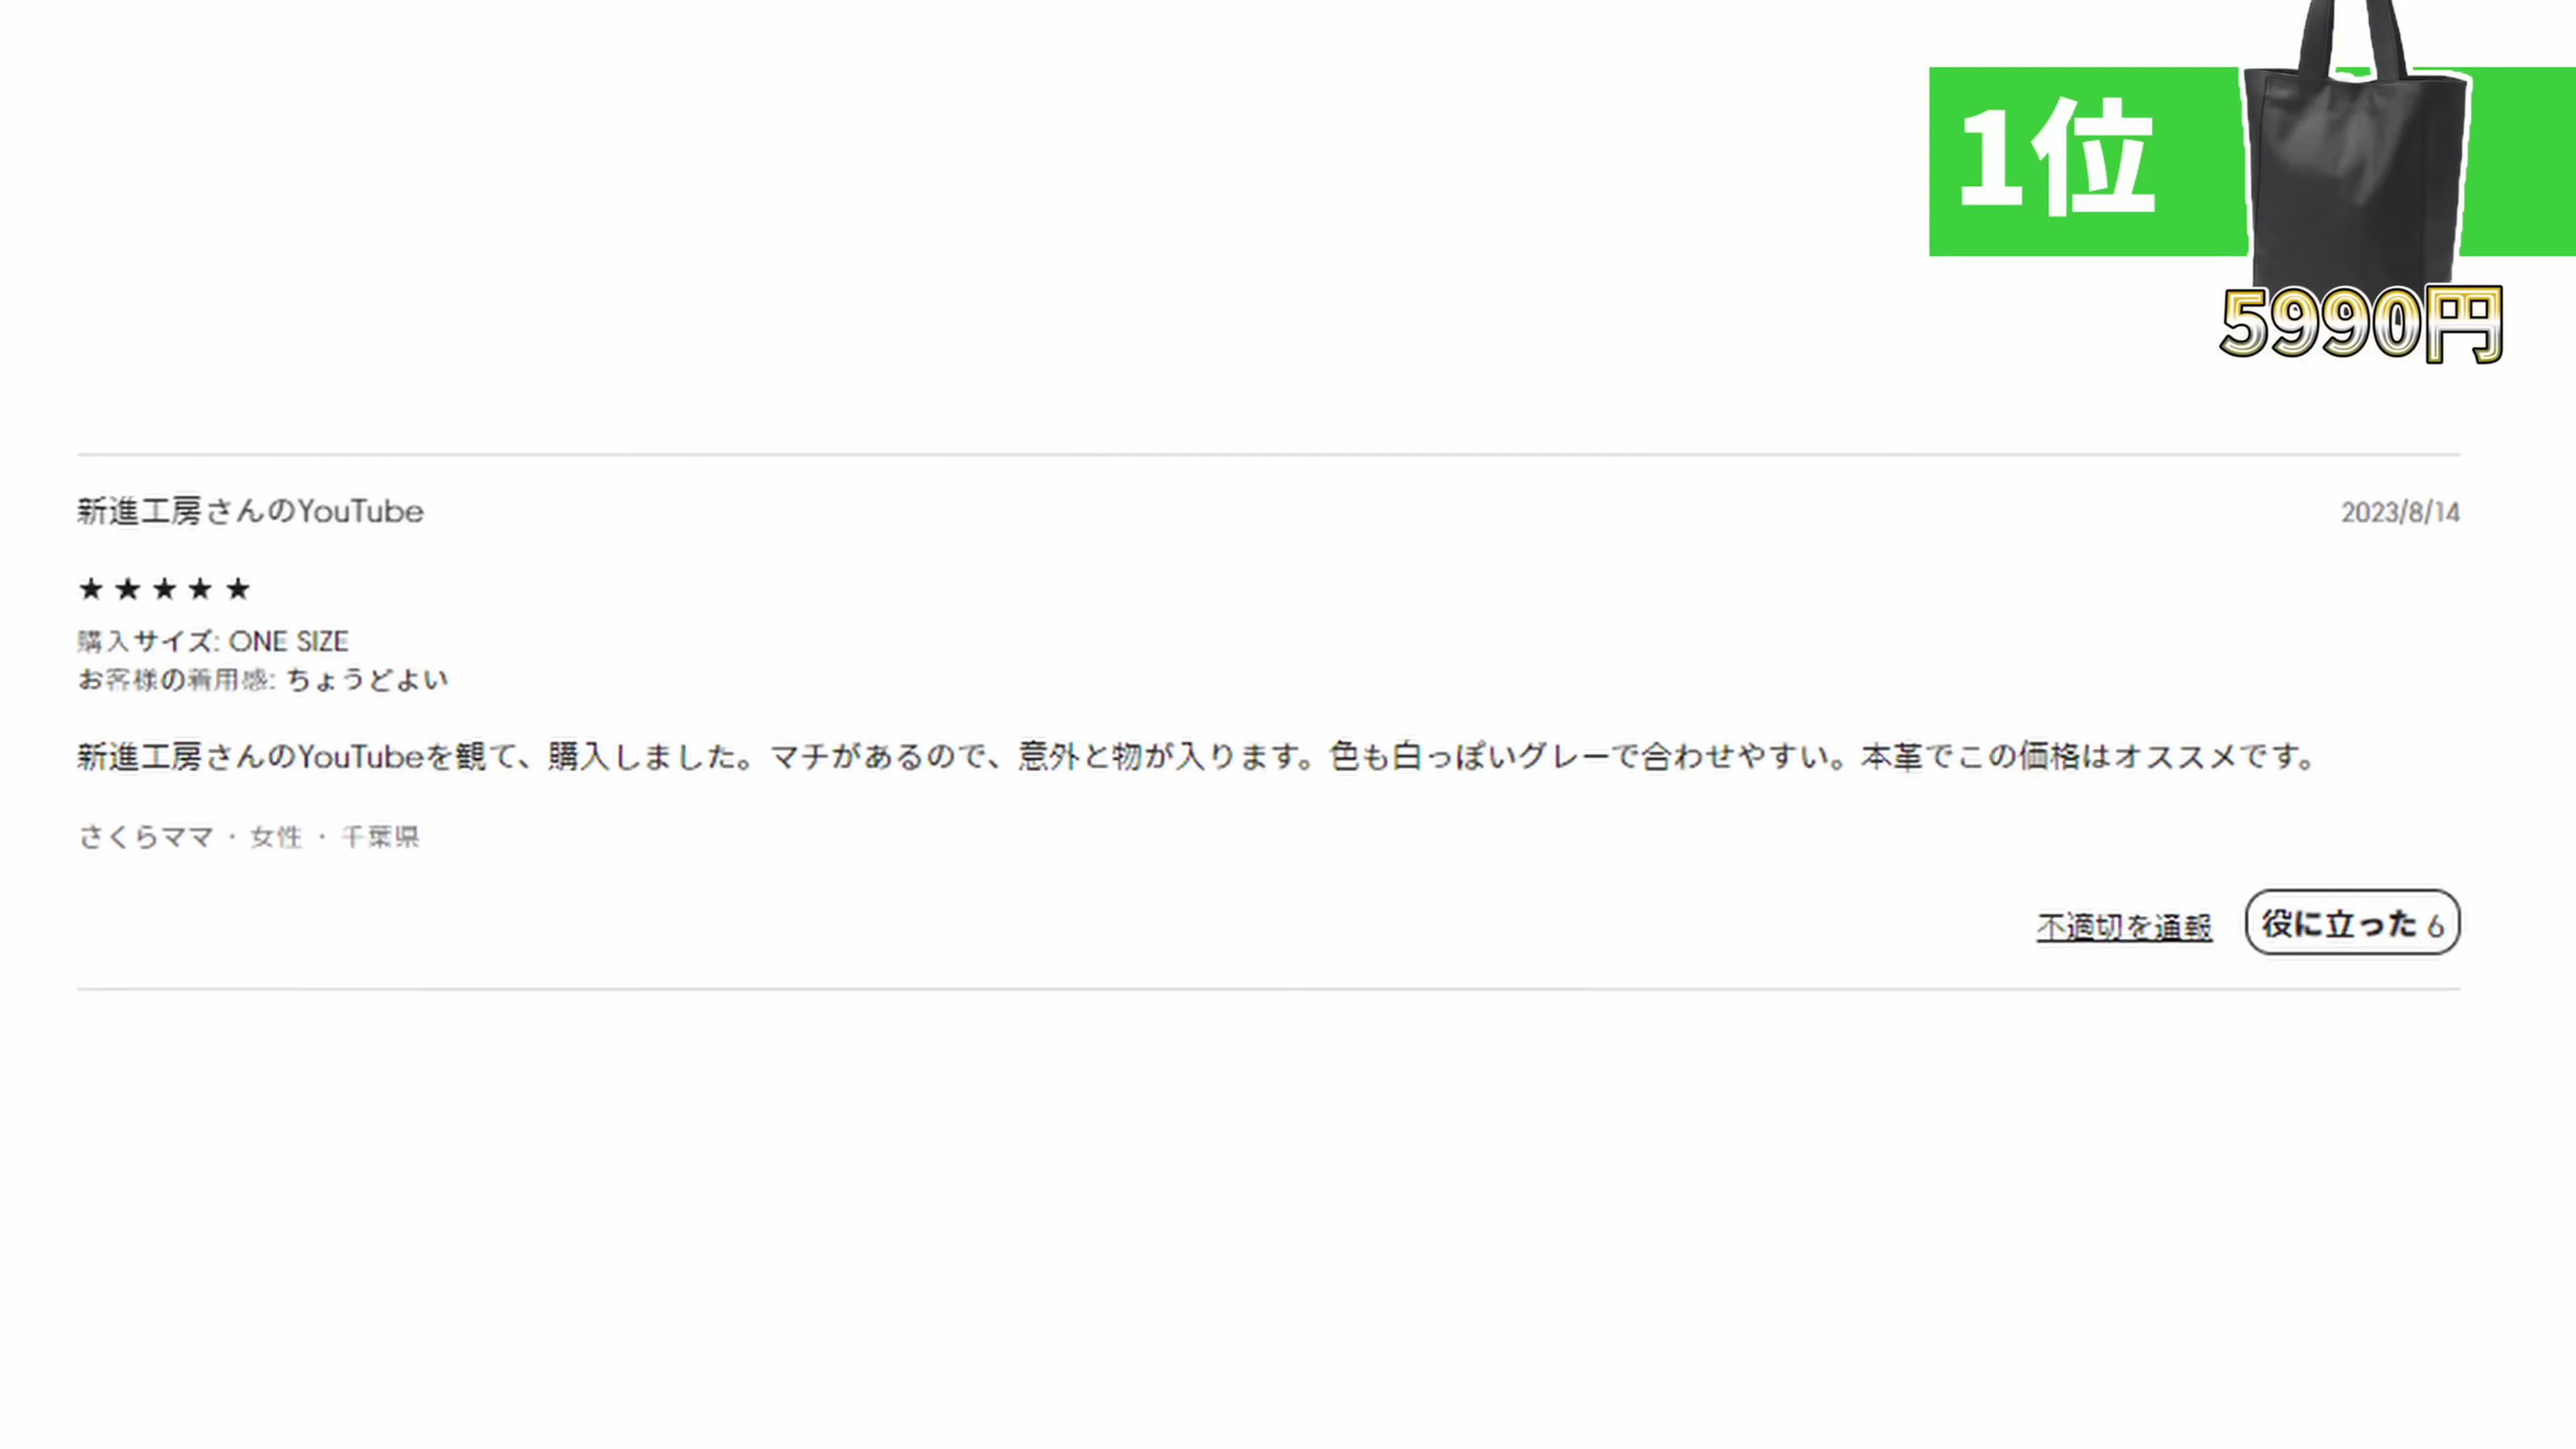 1位
5990円
新進工房さんのYouTube
2023/8/14
★★★★★
購入サイズ: ONE SIZE
お客様の着用感: ちょうどよい
新進工房さんのYouTubeを観て、購入しました。マチがあるので、意外と物が入ります。色も白っぽいグレーで合わせやすい。本革でこの価格はオススメです。
さくらママ · 女性 · 千葉県
不適切を通報
役に立った 6